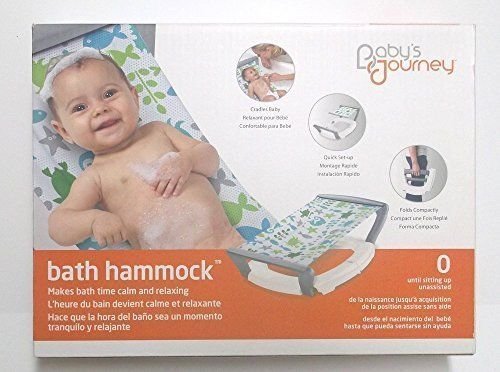 Baby's
Journey™
Cradles Baby
Relaxant pour Bébé
Confortable para Bebé
Quick Set-up
Montage Rapide
Instalación Rapido
Folds Compactly
Compact une Fois Replié
Forma Compacta
bath hammock™
Makes bath time calm and relaxing
L'heure du bain devient calme et relaxante
Hace que la hora del baño sea un momento
tranquilo y relajante
0
until sitting up
unassisted
de la naissance jusqu'à acquisition
de la position assise sans aide
desde el nacimiento del bebé
hasta que pueda sentarse sin ayuda